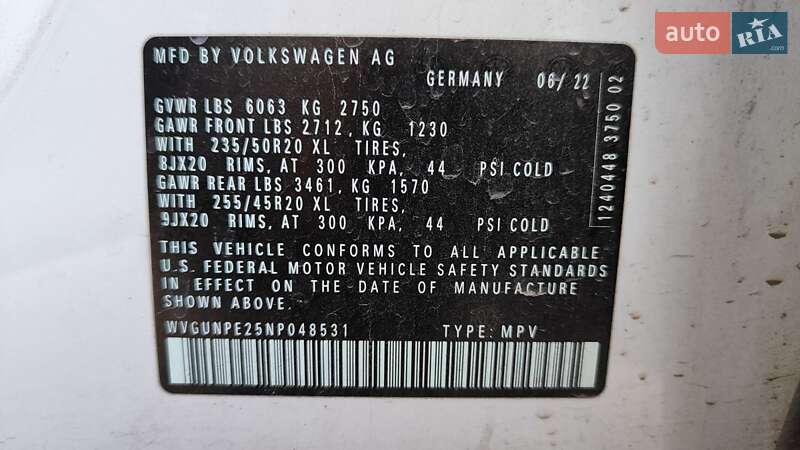 auto RIA
.com
MFD BY VOLKSWAGEN AG
GERMANY 06/ 22
GVWR LBS 6063 KG 2750
GAWR FRONT LBS 2712, KG 1230
WITH 235/50R20 XL TIRES,
8JX20 RIMS, AT 300 KPA, 44 PSI COLD
GAWR REAR LBS 3461, KG 1570
WITH 255/45R20 XL TIRES,
9JX20 RIMS, AT 300 KPA, 44 PSI COLD
THIS VEHICLE CONFORMS TO ALL APPLICABLE
U.S. FEDERAL MOTOR VEHICLE SAFETY STANDARDS
IN EFFECT ON THE DATE OF MANUFACTURE
SHOWN ABOVE.
WVGUNPE25NP048531 TYPE: MPV
1240448 3750 02